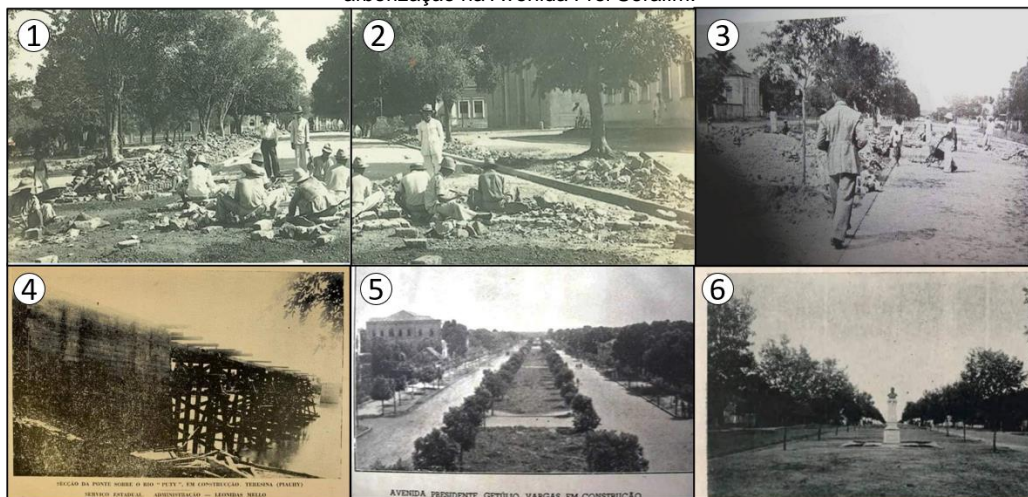 arborização na Avenida Frei Serafim.
1
2
3
4
5
6
SECÇÃO DA PONTE SOBRE O RIO "PUTY", EM CONSTRUCÇÃO. TERESINA (PIAUHY)
SERVIÇO ESTADUAL. ADMINISTRAÇÃO — LEONIDAS MELLO
AVENIDA PRESIDENTE GETÚLIO VARGAS EM CONSTRUÇÃO